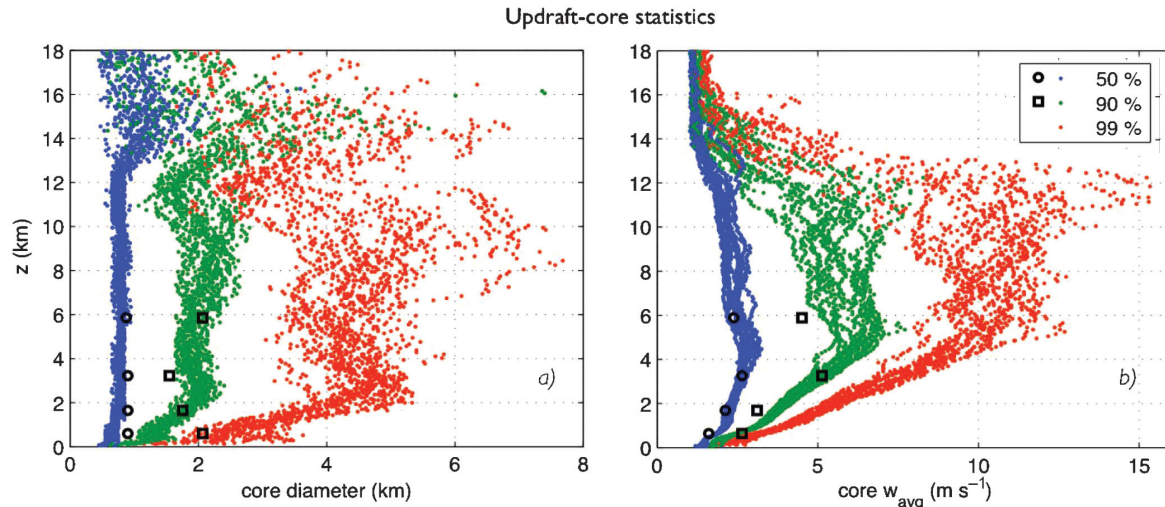 Updraft-core statistics
18
16
14
12
10
8
6
4
2
0
z (km)
0 2 4 6 8
core diameter (km)
a)
18
16
14
12
10
8
6
4
2
0
0 5 10 15
core w_avg (m s⁻¹)
b)
50 %
90 %
99 %